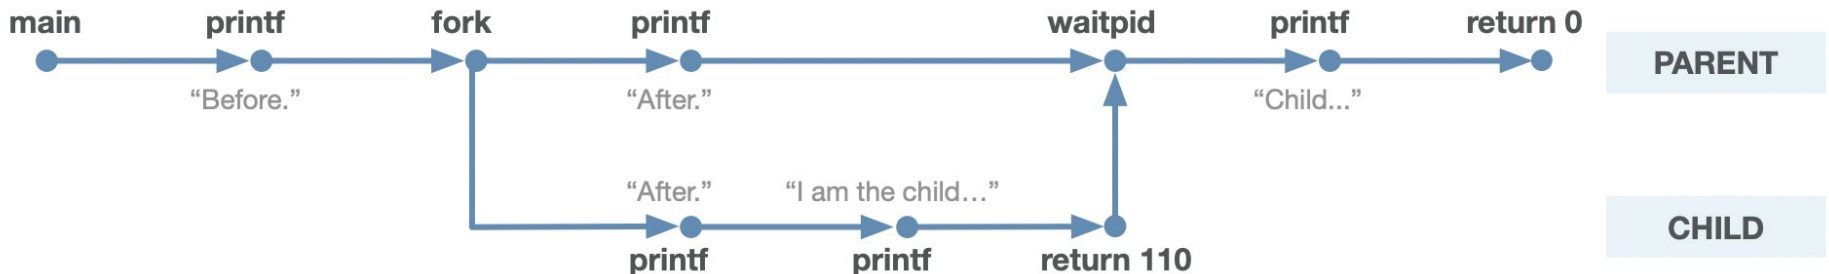 main printf fork printf waitpid printf return 0
PARENT
“Before.” “After.” “Child...”
“After.” “I am the child...”
CHILD
printf printf return 110